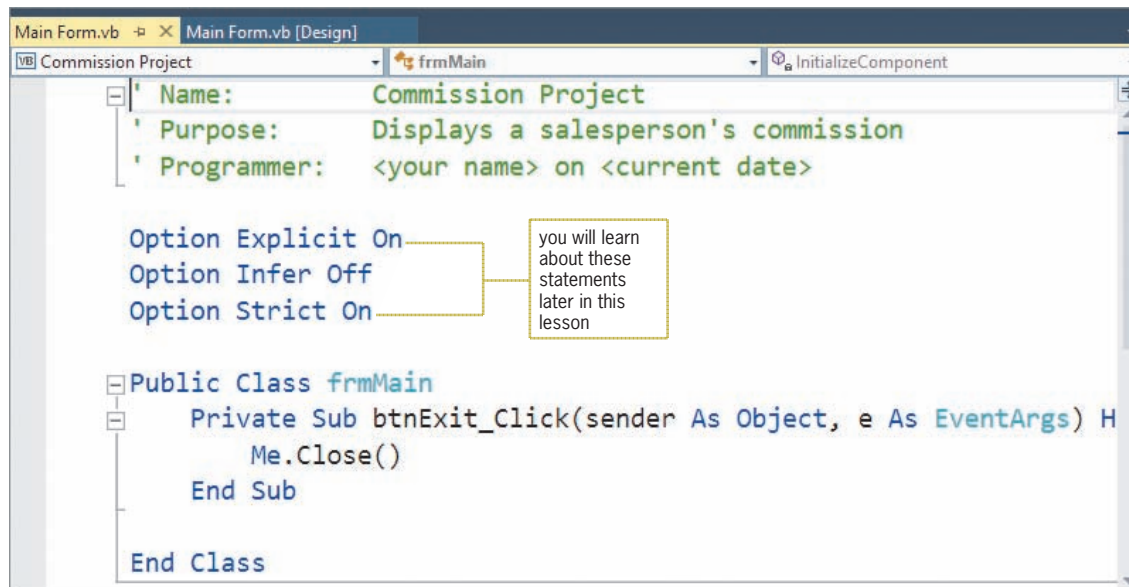 Main Form.vb Main Form.vb [Design]
VB Commission Project frmMain InitializeComponent
' Name: Commission Project
' Purpose: Displays a salesperson's commission
' Programmer: <your name> on <current date>
Option Explicit On
Option Infer Off
Option Strict On
you will learn
about these
statements
later in this
lesson
Public Class frmMain
Private Sub btnExit_Click(sender As Object, e As EventArgs) H
Me.Close()
End Sub
End Class